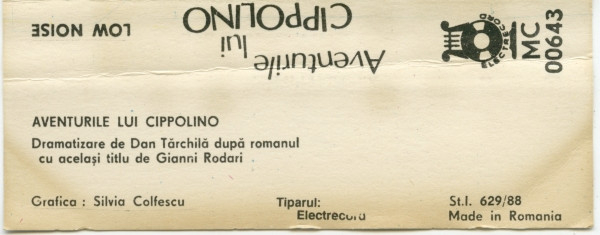 LOW NOISE
Aventurile
lui
CIPPOLINO
ELECTRECORD
MC
00643
AVENTURILE LUI CIPPOLINO
Dramatizare de Dan Tărchilă după romanul
cu același titlu de Gianni Rodari
Grafica : Silvia Colfescu
Tiparul:
Electrecord
St.I. 629/88
Made in Romania